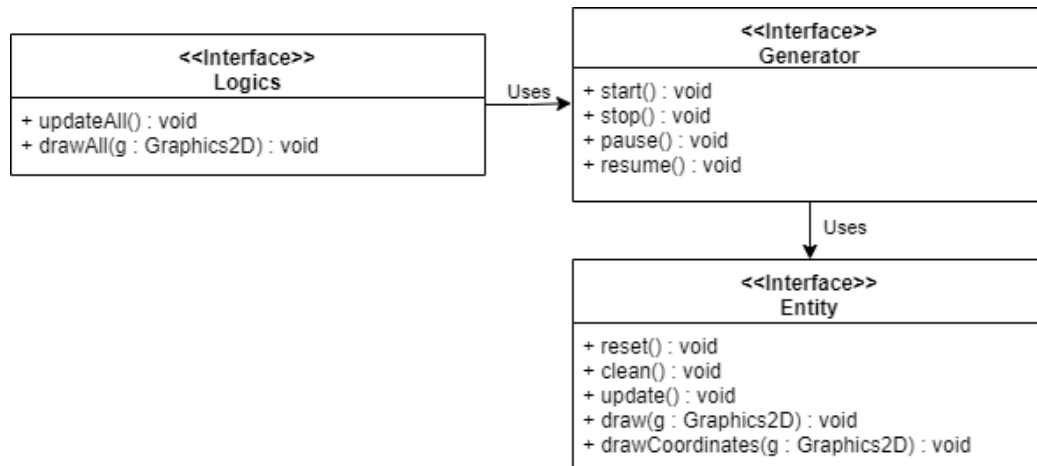 <<Interface>>
Logics
+ updateAll() : void
+ drawAll(g : Graphics2D) : void
Uses
<<Interface>>
Generator
+ start() : void
+ stop() : void
+ pause() : void
+ resume() : void
Uses
<<Interface>>
Entity
+ reset() : void
+ clean() : void
+ update() : void
+ draw(g : Graphics2D) : void
+ drawCoordinates(g : Graphics2D) : void